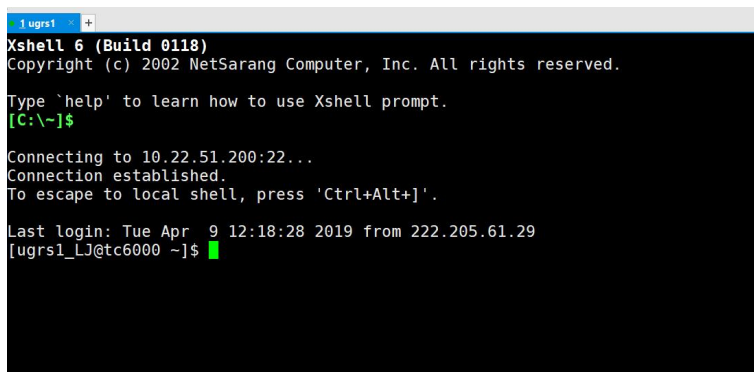 1 ugrs1 × +
Xshell 6 (Build 0118)
Copyright (c) 2002 NetSarang Computer, Inc. All rights reserved.
Type `help' to learn how to use Xshell prompt.
[C:\~]$
Connecting to 10.22.51.200:22...
Connection established.
To escape to local shell, press 'Ctrl+Alt+]'.
Last login: Tue Apr  9 12:18:28 2019 from 222.205.61.29
[ugrs1_LJ@tc6000 ~]$